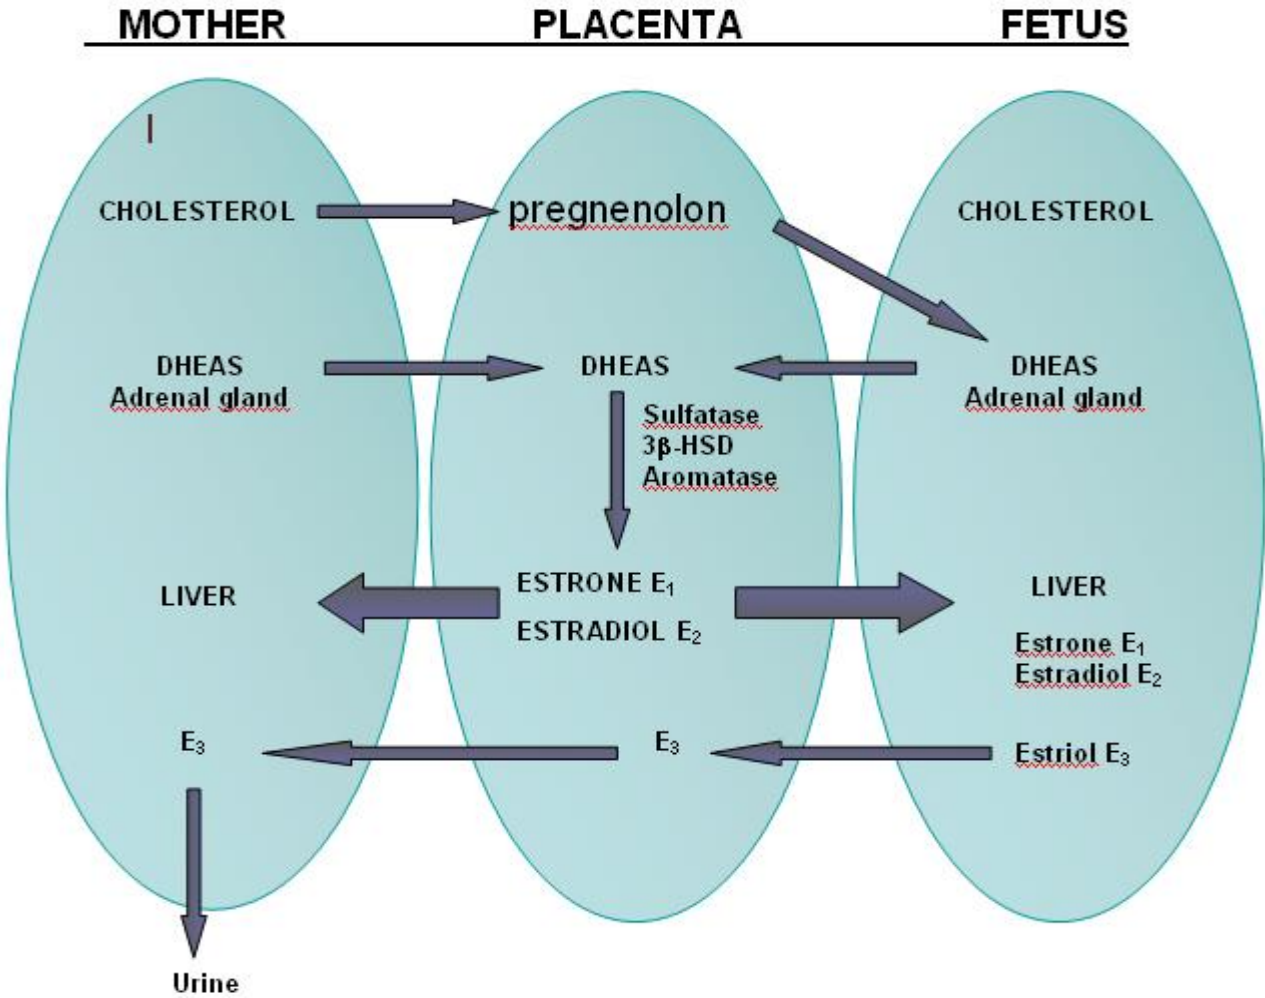 MOTHER PLACENTA FETUS
CHOLESTEROL pregnenolon CHOLESTEROL
DHEAS DHEAS DHEAS
Adrenal gland Adrenal gland
Sulfatase
3β-HSD
Aromatase
LIVER ESTRONE E₁ LIVER
ESTRADIOL E₂
Estrone E₁
Estradiol E₂
E₃ E₃ Estriol E₃
Urine